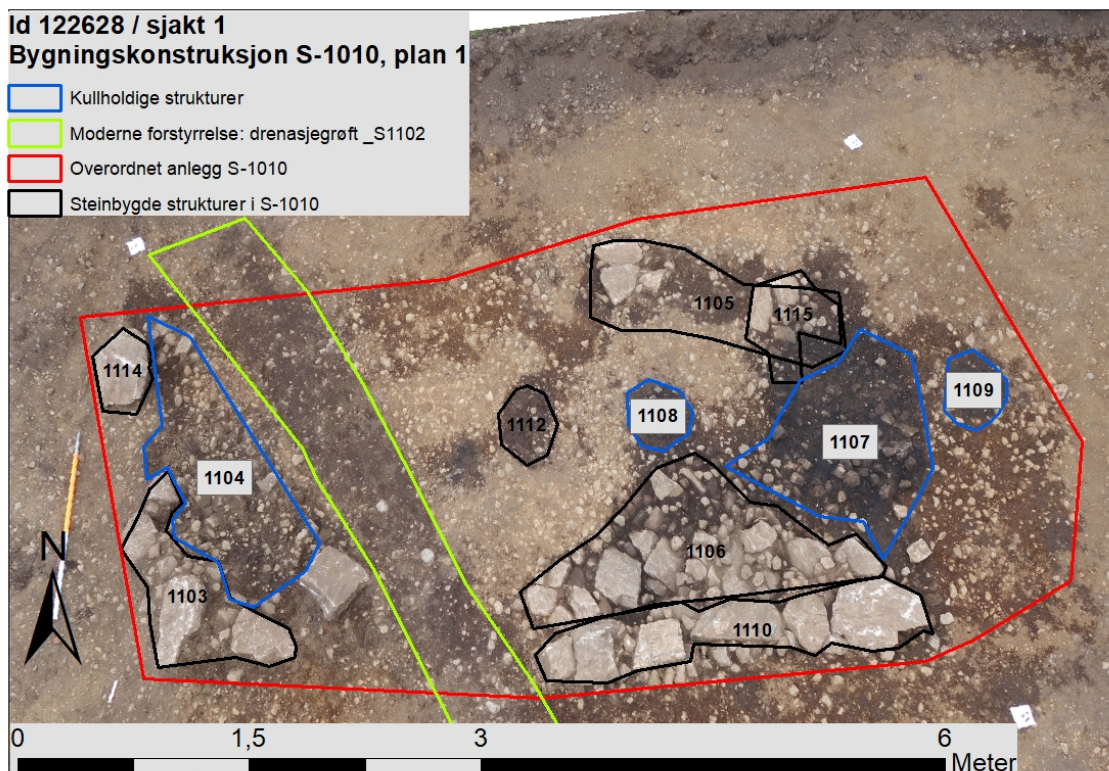 Id 122628 / sjakt 1
Bygningskonstruksjon S-1010, plan 1
Kullholdige strukturer
Moderne forstyrrelse: drenasjegrøft _S1102
Overordnet anlegg S-1010
Steinbygde strukturer i S-1010
1105
1115
1114
1109
1108
1112
1107
1104
1106
N
1103
1110
0 1,5 3 6
Meter